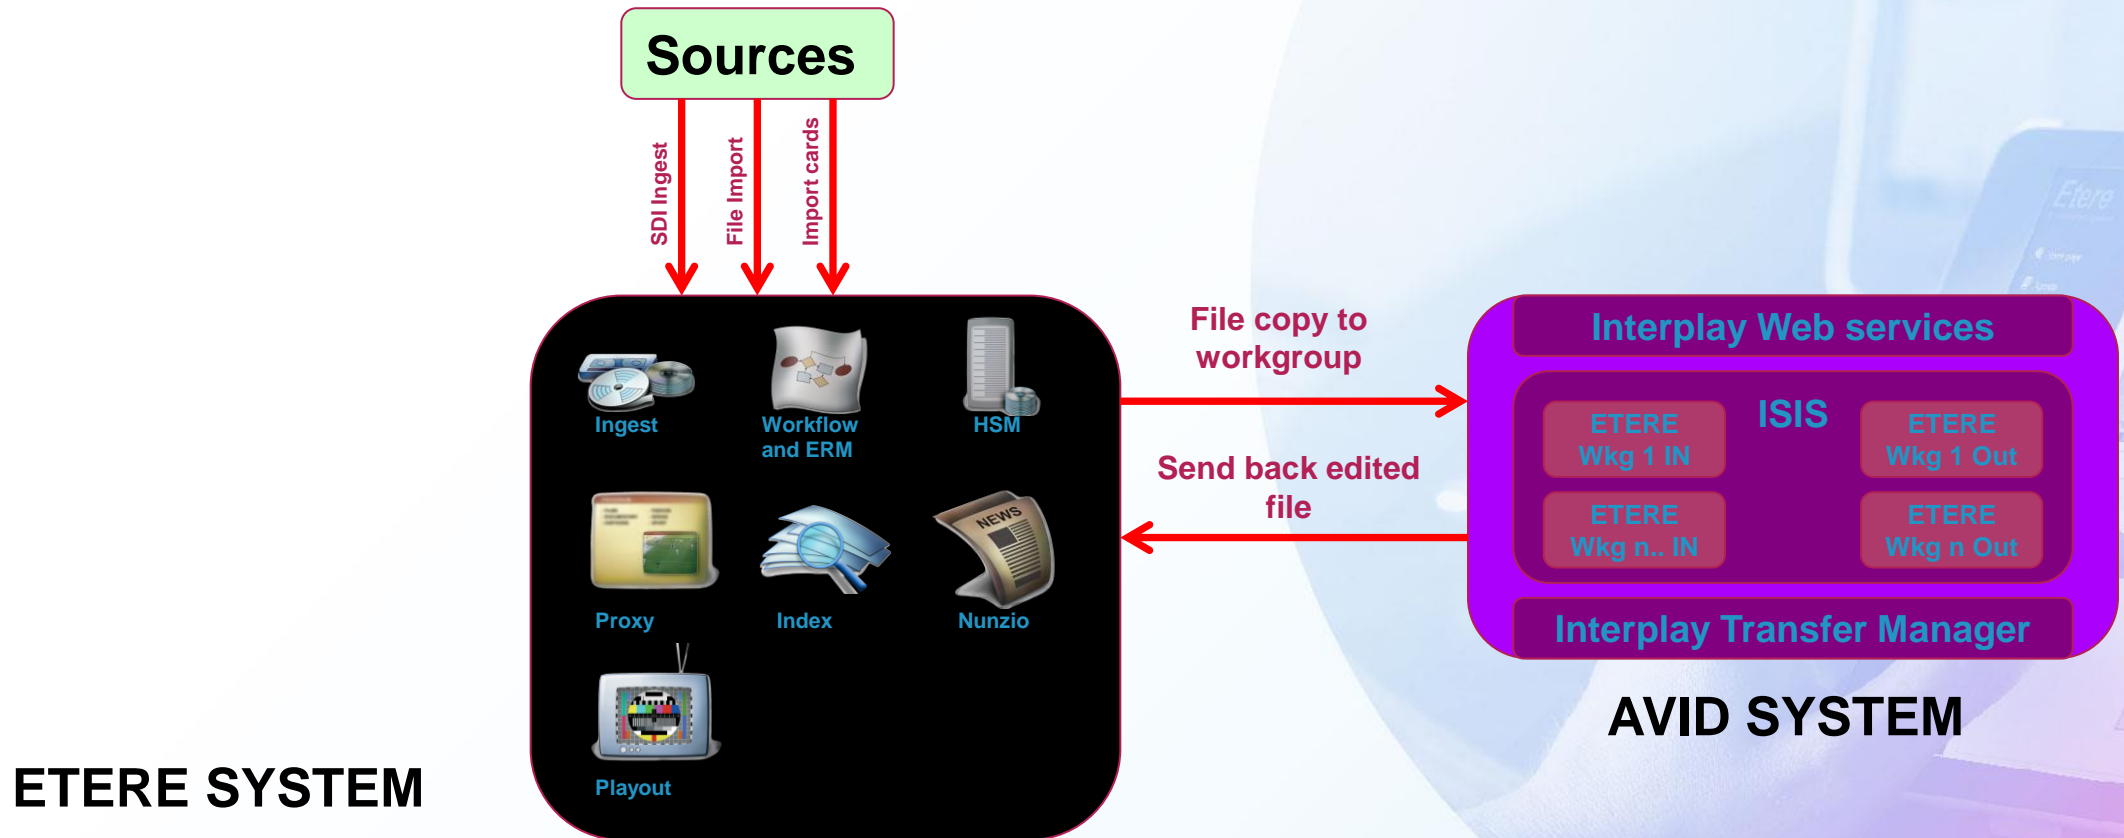 Sources
SDI Ingest
File Import
Import cards
Ingest
Workflow
and ERM
HSM
Proxy
Index
NEWS
Nunzio
Playout
ETERE SYSTEM
File copy to
workgroup
Send back edited
file
Interplay Web services
ISIS
ETERE
Wkg 1 IN
ETERE
Wkg 1 Out
ETERE
Wkg n.. IN
ETERE
Wkg n Out
Interplay Transfer Manager
AVID SYSTEM
Etere